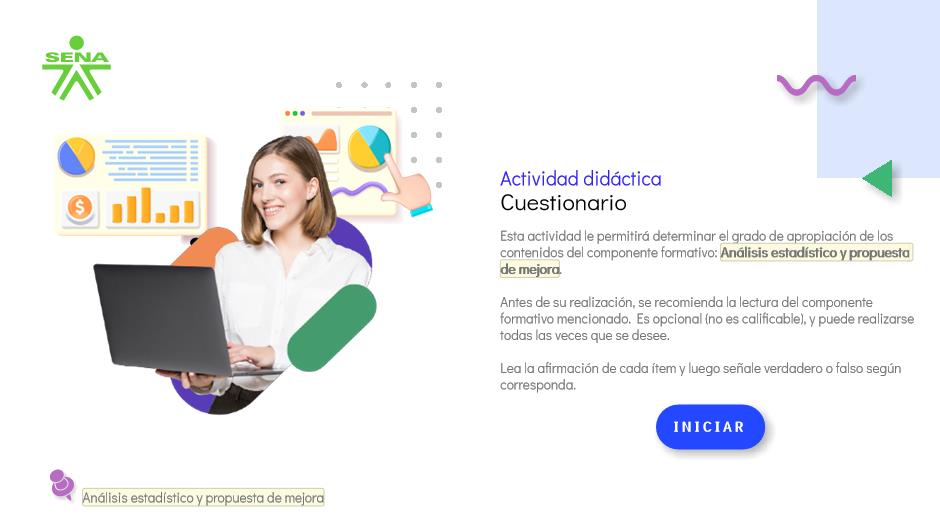 SENA
Actividad didáctica
Cuestionario
Esta actividad le permitirá determinar el grado de apropiación de los
contenidos del componente formativo: Análisis estadístico y propuesta
de mejora.
Antes de su realización, se recomienda la lectura del componente
formativo mencionado. Es opcional (no es calificable), y puede realizarse
todas las veces que se desee.
Lea la afirmación de cada ítem y luego señale verdadero o falso según
corresponda.
INICIAR
Análisis estadístico y propuesta de mejora